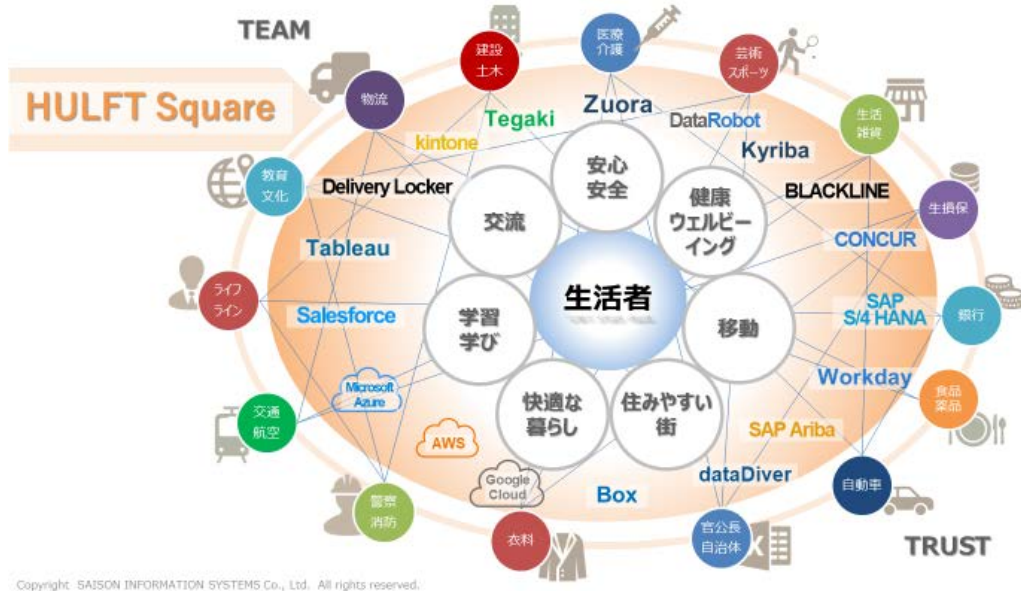 TEAM
HULFT Square
建設
土木
医療
介護
芸術
スポーツ
物流
生活
雑貨
Zuora
Tegaki
DataRobot
kintone
Kyriba
教育
文化
Delivery Locker
安心
安全
BLACKLINE
健康
ウェルビー
イング
生損保
交流
CONCUR
Tableau
ライフ
ライン
生活者
SAP
S/4 HANA
銀行
Salesforce
学習
学び
移動
Microsoft
Azure
Workday
食品
薬品
快適な
暮らし
住みやすい
街
交通
航空
AWS
SAP Ariba
Google
Cloud
dataDiver
自動車
Box
警察
消防
衣料
官公長
自治体
TRUST
Copyright SAISON INFORMATION SYSTEMS Co., Ltd. All rights reserved.